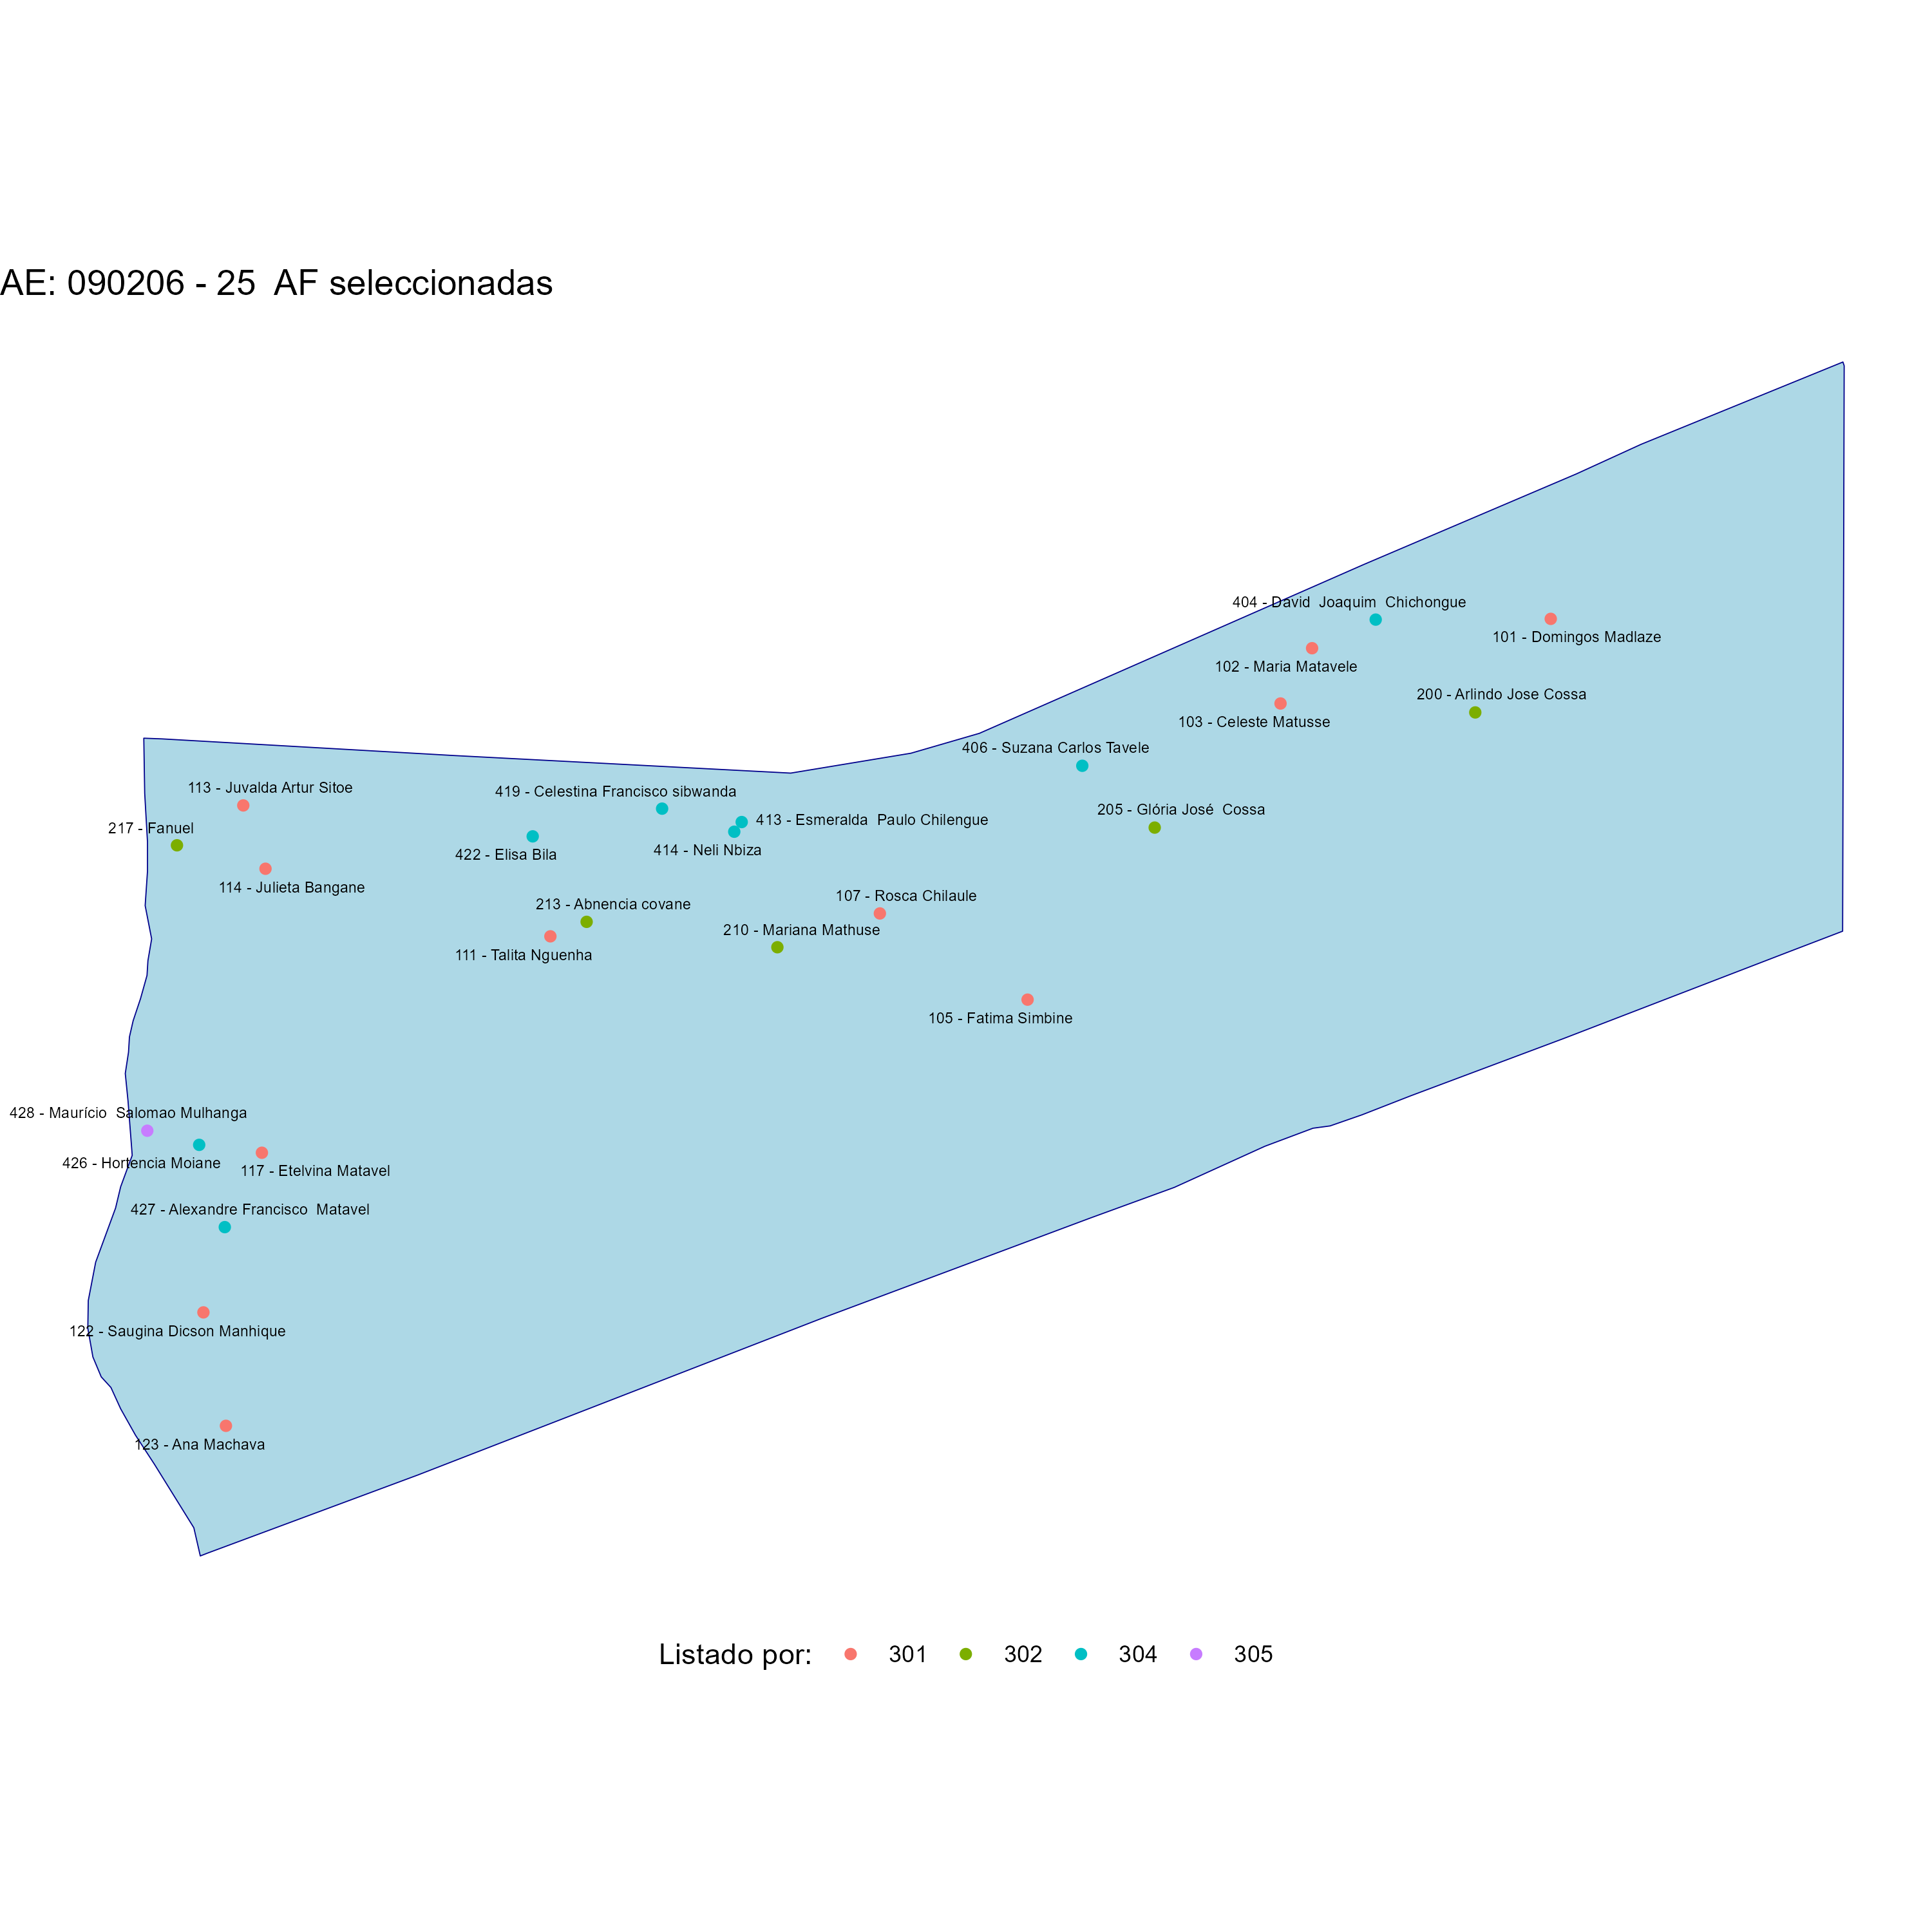 AE: 090206 - 25  AF seleccionadas
404 - David  Joaquim  Chichongue
101 - Domingos Madlaze
102 - Maria Matavele
200 - Arlindo Jose Cossa
103 - Celeste Matusse
406 - Suzana Carlos Tavele
113 - Juvalda Artur Sitoe
419 - Celestina Francisco sibwanda
205 - Glória José  Cossa
413 - Esmeralda  Paulo Chilengue
217 - Fanuel
414 - Neli Nbiza
422 - Elisa Bila
114 - Julieta Bangane
107 - Rosca Chilaule
213 - Abnencia covane
210 - Mariana Mathuse
111 - Talita Nguenha
105 - Fatima Simbine
428 - Maurício  Salomao Mulhanga
426 - Hortencia Moiane
117 - Etelvina Matavel
427 - Alexandre Francisco  Matavel
122 - Saugina Dicson Manhique
123 - Ana Machava
Listado por: 301 302 304 305